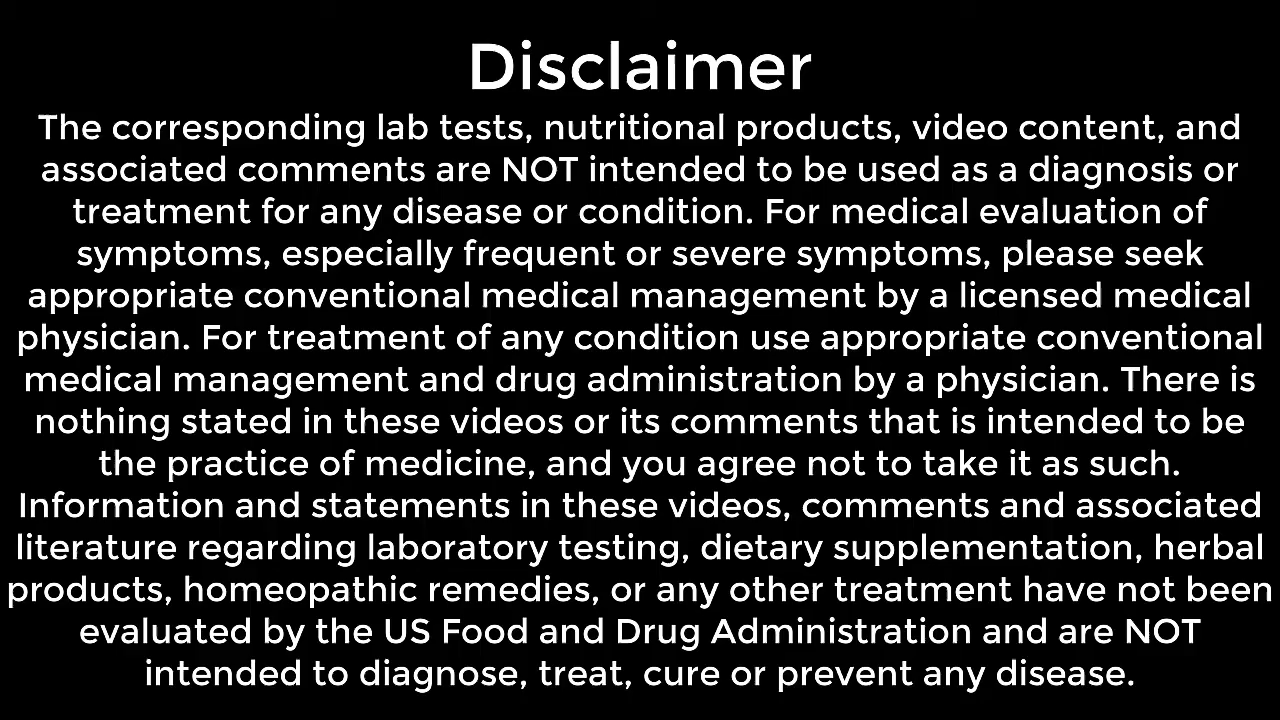 Disclaimer
The corresponding lab tests, nutritional products, video content, and
associated comments are NOT intended to be used as a diagnosis or
treatment for any disease or condition. For medical evaluation of
symptoms, especially frequent or severe symptoms, please seek
appropriate conventional medical management by a licensed medical
physician. For treatment of any condition use appropriate conventional
medical management and drug administration by a physician. There is
nothing stated in these videos or its comments that is intended to be
the practice of medicine, and you agree not to take it as such.
Information and statements in these videos, comments and associated
literature regarding laboratory testing, dietary supplementation, herbal
products, homeopathic remedies, or any other treatment have not been
evaluated by the US Food and Drug Administration and are NOT
intended to diagnose, treat, cure or prevent any disease.